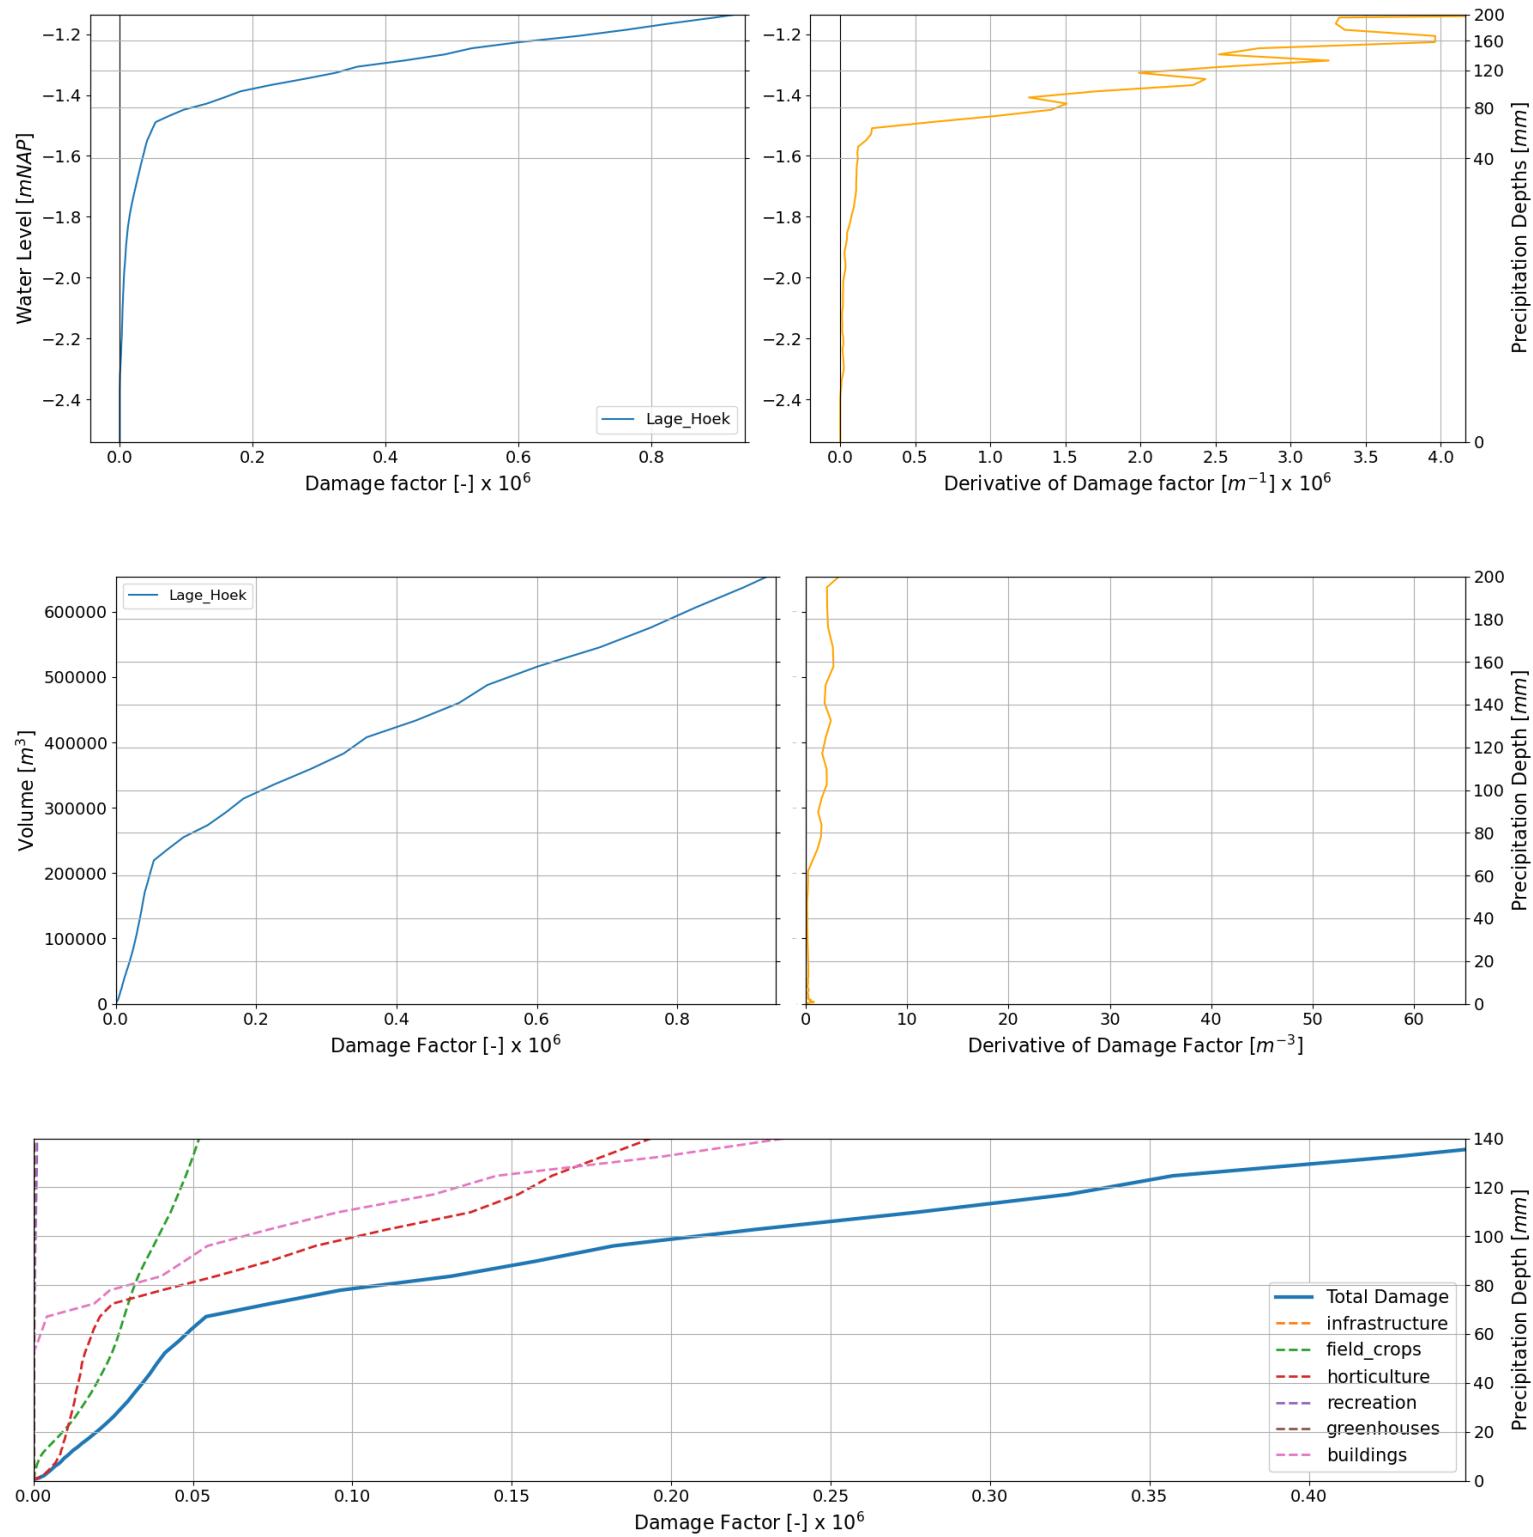 −1.2
−1.4
−1.6
−1.8
−2.0
−2.2
−2.4
Water Level [mNAP]
0.0 0.2 0.4 0.6 0.8
Damage factor [-] x 10⁶
Lage_Hoek
−1.2
−1.4
−1.6
−1.8
−2.0
−2.2
−2.4
0.0 0.5 1.0 1.5 2.0 2.5 3.0 3.5 4.0
Derivative of Damage factor [m⁻¹] x 10⁶
200
160
120
80
40
0
Precipitation Depths [mm]
Lage_Hoek
600000
500000
400000
300000
200000
100000
0
Volume [m³]
0.0 0.2 0.4 0.6 0.8
Damage Factor [-] x 10⁶
0 10 20 30 40 50 60
Derivative of Damage Factor [m⁻³]
200
180
160
140
120
100
80
60
40
20
0
Precipitation Depth [mm]
0.00 0.05 0.10 0.15 0.20 0.25 0.30 0.35 0.40
Damage Factor [-] x 10⁶
140
120
100
80
60
40
20
0
Precipitation Depth [mm]
Total Damage
infrastructure
field_crops
horticulture
recreation
greenhouses
buildings